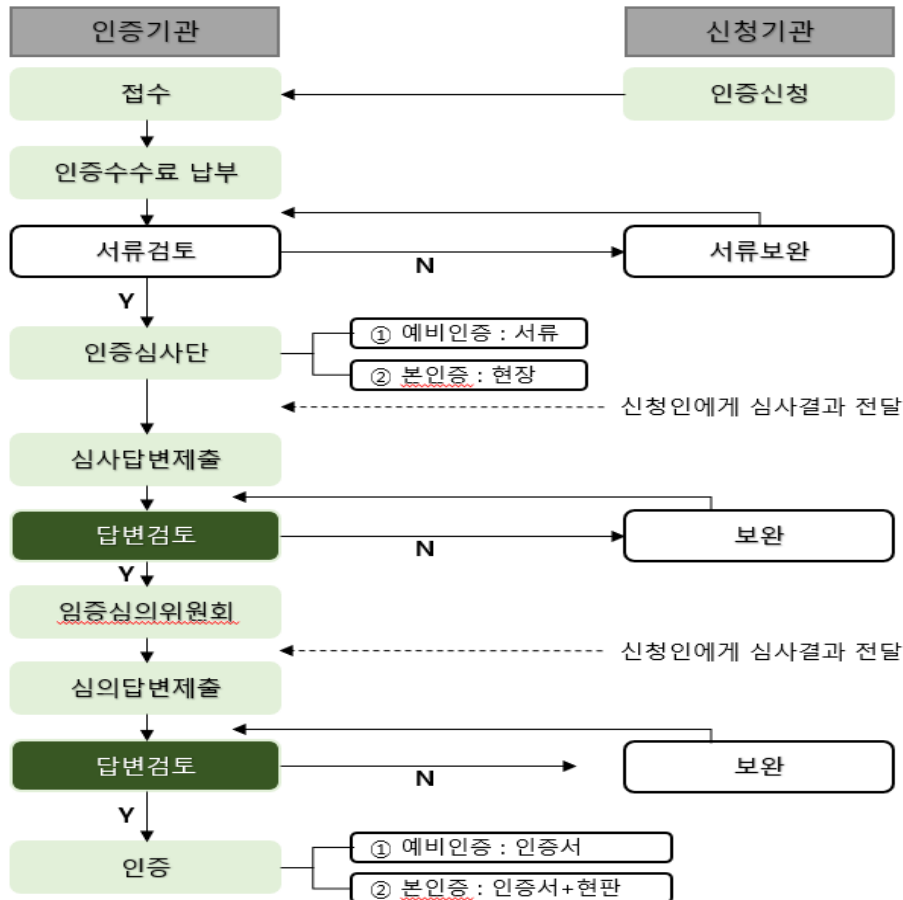 인증기관
신청기관
접수
인증신청
인증수수료 납부
서류검토
N
서류보완
Y
인증심사단
① 예비인증 : 서류
② 본인증 : 현장
신청인에게 심사결과 전달
심사답변제출
답변검토
N
보완
Y
임증심의위원회
신청인에게 심사결과 전달
심의답변제출
답변검토
N
보완
Y
인증
① 예비인증 : 인증서
② 본인증 : 인증서+현판